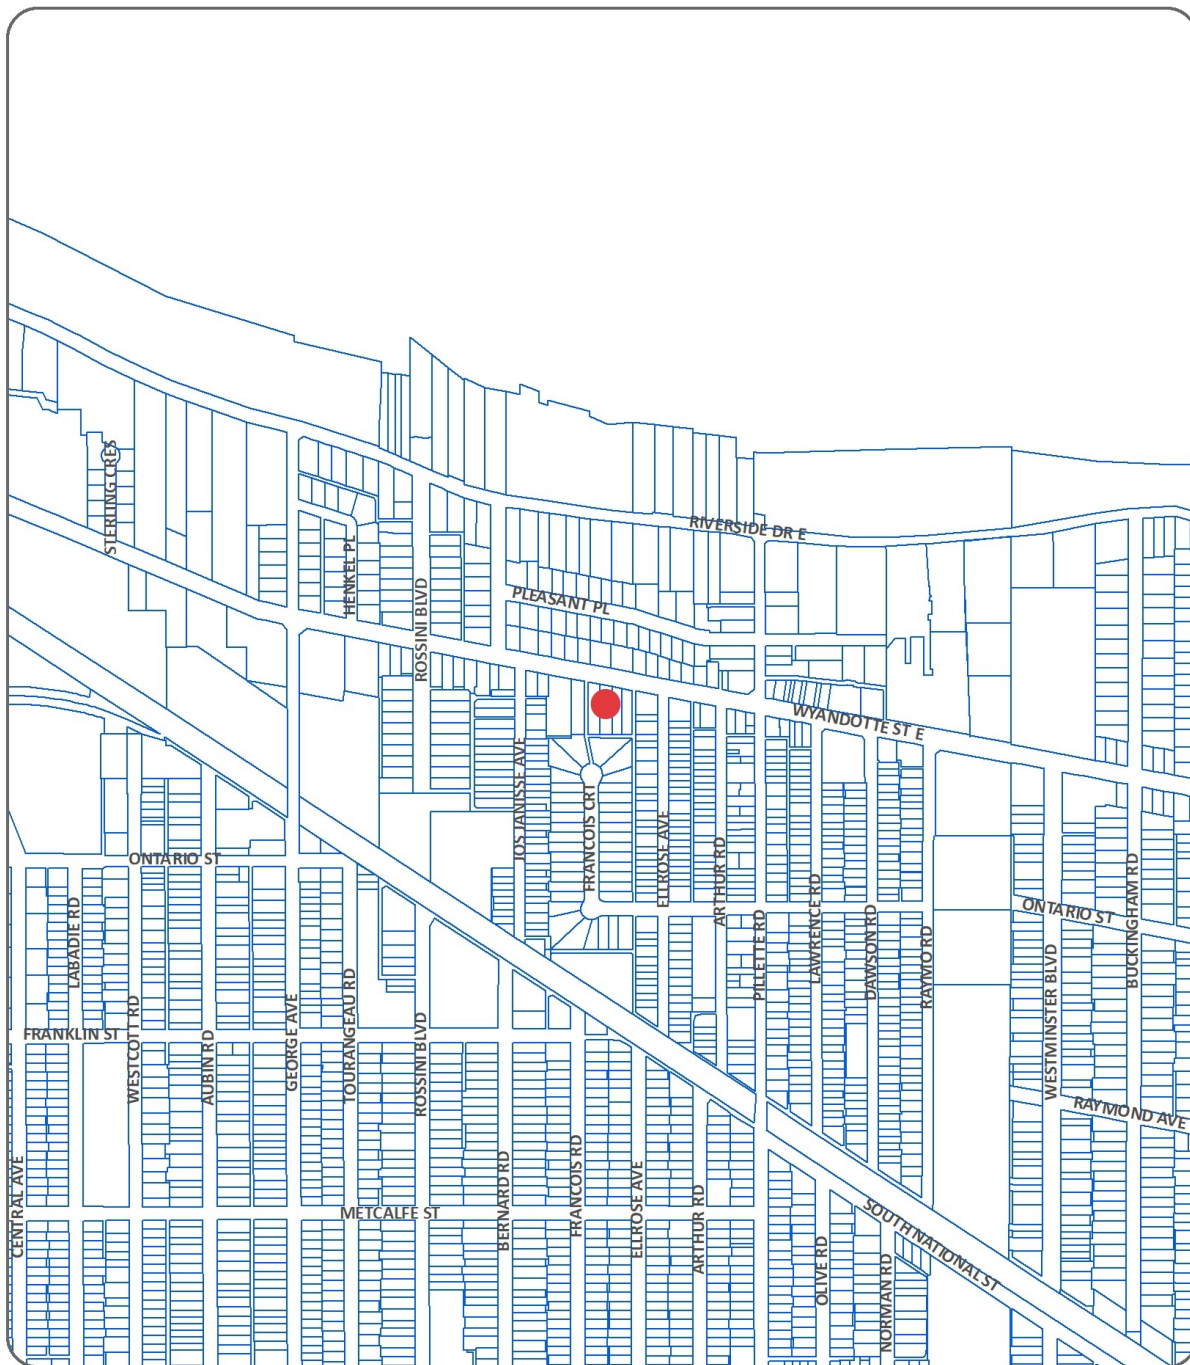 STERLING CRES
RIVERSIDE DR E
HENKEL PL
PLEASANT PL
ROSSINI BLVD
WYANDOTTE ST E
JOS JANISSE AVE
FRANCOIS CRT
ELLROSE AVE
ARTHUR RD
ONTARIO ST
LABADIE RD
PILLETTE RD
LAWRENCE RD
DAWSON RD
RAYMO RD
ONTARIO ST
BUCKINGHAM RD
WESTMINSTER BLVD
FRANKLIN ST
WESTCOTT RD
AUBIN RD
GEORGE AVE
TOURANGEAU RD
ROSSINI BLVD
RAYMOND AVE
CENTRAL AVE
METCALFE ST
BERNARD RD
FRANCOIS RD
ELLROSE AVE
ARTHUR RD
SOUTH NATIONAL ST
OLIVE RD
NORMAN RD